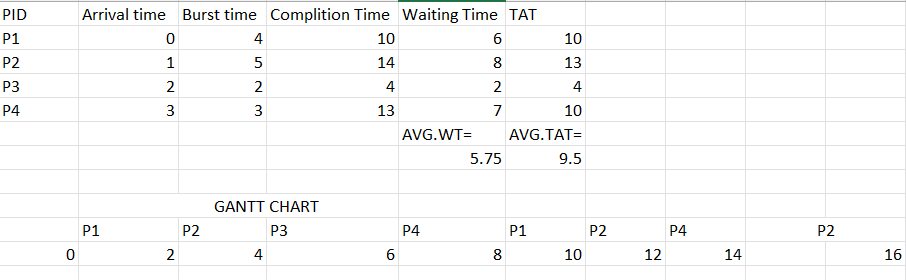 PID Arrival time Burst time Complition Time Waiting Time TAT
P1 0 4 10 6 10
P2 1 5 14 8 13
P3 2 2 4 2 4
P4 3 3 13 7 10
AVG.WT= AVG.TAT=
5.75 9.5
GANTT CHART
P1 P2 P3 P4 P1 P2 P4 P2
0 2 4 6 8 10 12 14 16